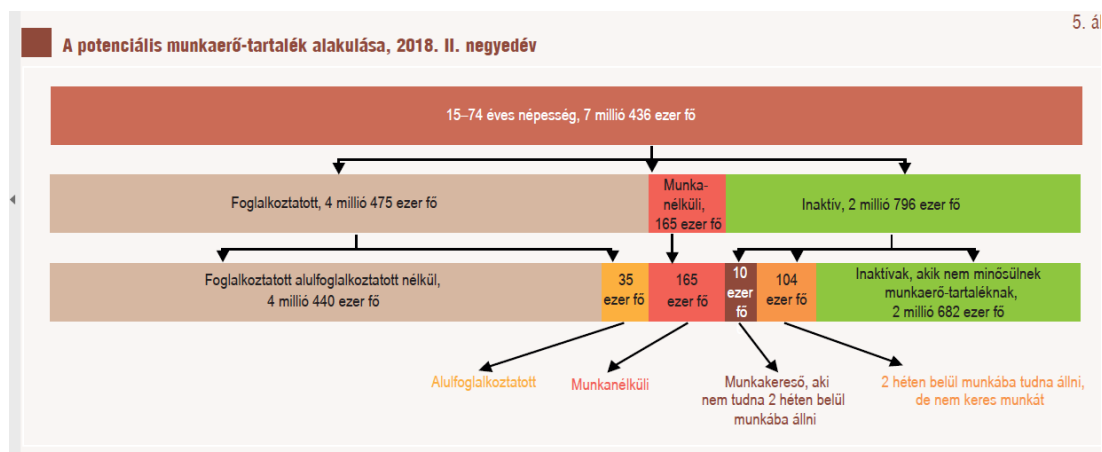 5. áb
A potenciális munkaerő-tartalék alakulása, 2018. II. negyedév
15–74 éves népesség, 7 millió 436 ezer fő
Foglalkoztatott, 4 millió 475 ezer fő
Munka-
nélküli,
165 ezer fő
Inaktív, 2 millió 796 ezer fő
Foglalkoztatott alulfoglalkoztatott nélkül,
4 millió 440 ezer fő
35
ezer fő
165
ezer fő
10
ezer
fő
104
ezer fő
Inaktívak, akik nem minősülnek
munkaerő-tartaléknak,
2 millió 682 ezer fő
Alulfoglalkoztatott
Munkanélküli
Munkakereső, aki
nem tudna 2 héten belül
munkába állni
2 héten belül munkába tudna állni,
de nem keres munkát